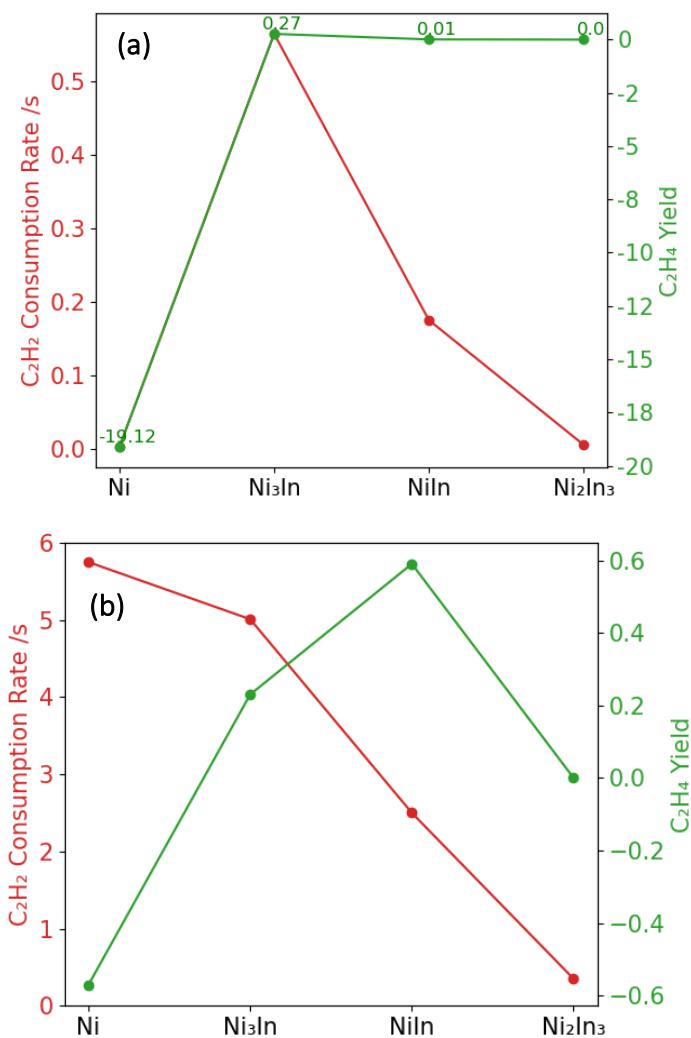 (a)
0.27
0.01
0.0
-19.12
C₂H₂ Consumption Rate /s
0.5
0.4
0.3
0.2
0.1
0.0
0
-2
-5
-8
-10
-12
-15
-18
-20
C₂H₄ Yield
Ni
Ni₃In
NiIn
Ni₂In₃
(b)
C₂H₂ Consumption Rate /s
6
5
4
3
2
1
0
0.6
0.4
0.2
0.0
−0.2
−0.4
−0.6
C₂H₄ Yield
Ni
Ni₃In
NiIn
Ni₂In₃